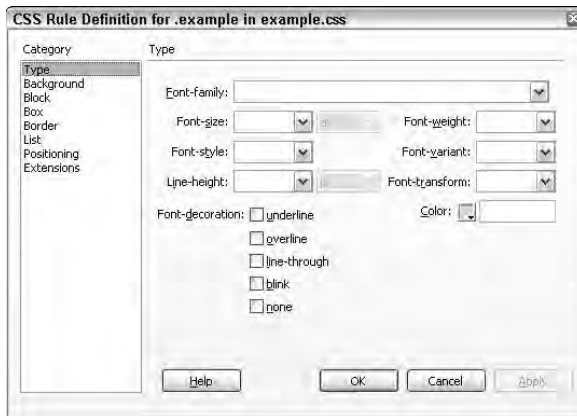 CSS Rule Definition for .example in example.css
Category
Type
Type
Background
Block
Box
Border
List
Positioning
Extensions
Font-family:
Font-size:
Font-weight:
Font-style:
Font-variant:
Line-height:
Font-transform:
Font-decoration:
underline
Color:
overline
line-through
blink
none
Help
OK
Cancel
Apply